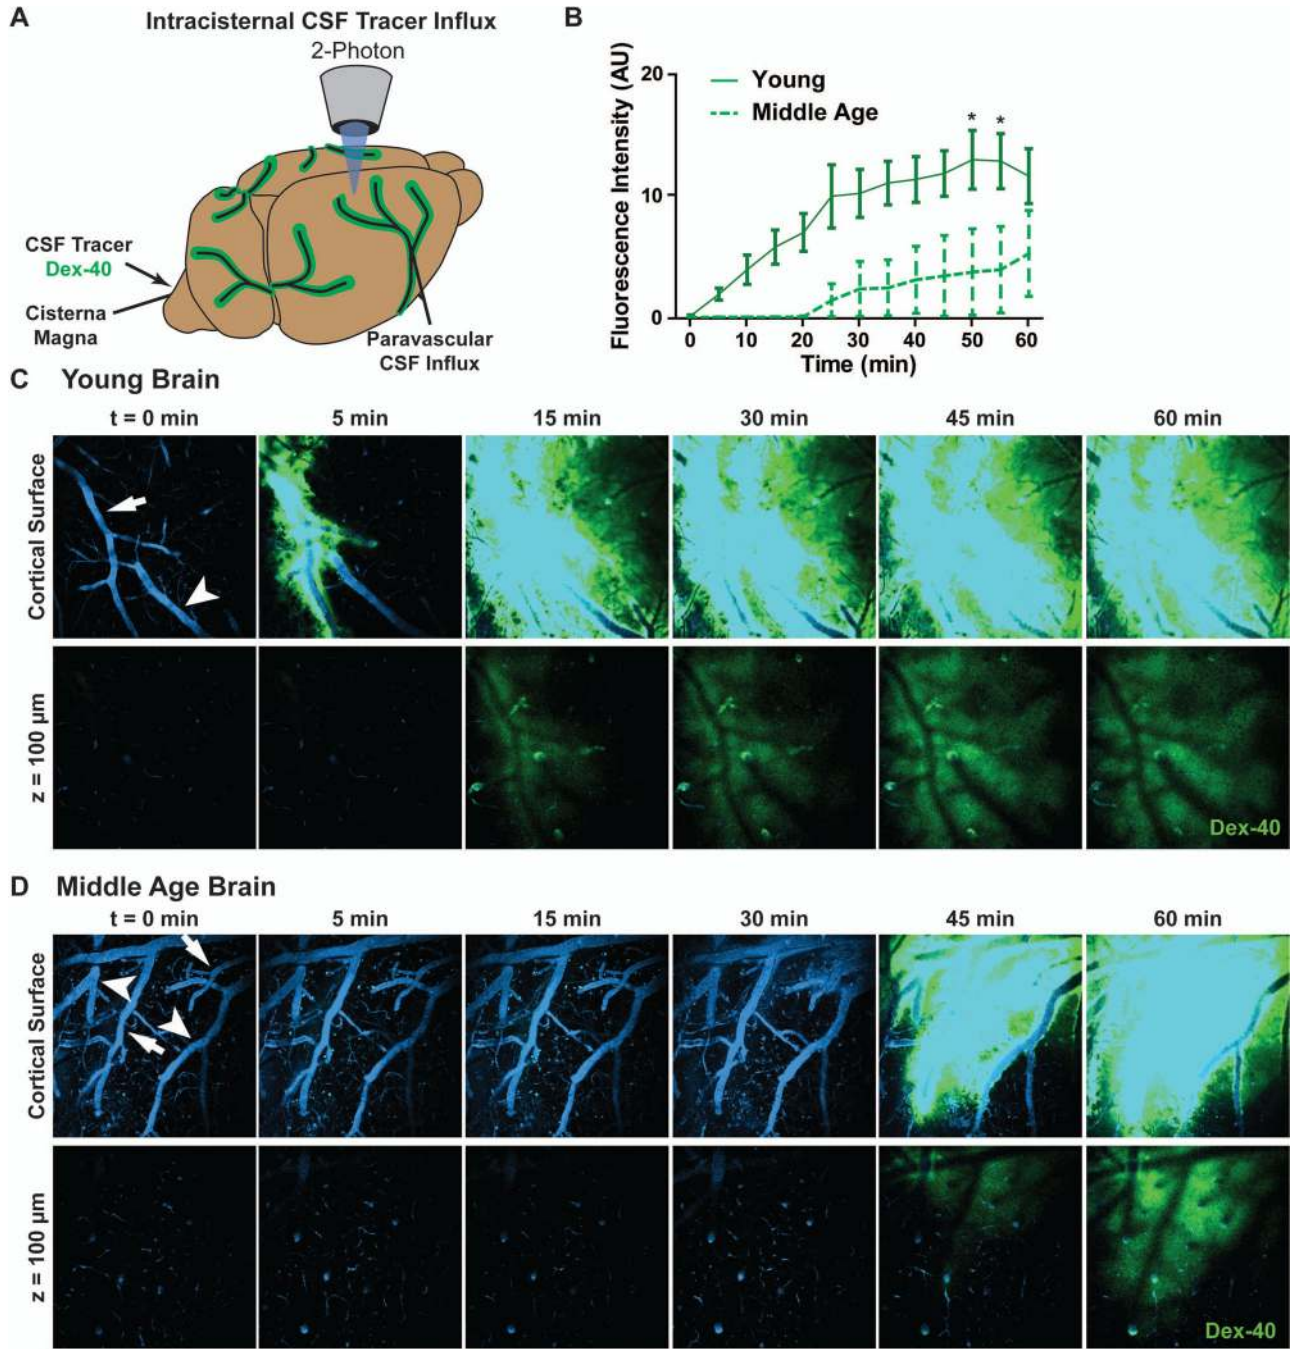 A
Intracisternal CSF Tracer Influx
2-Photon
CSF Tracer
Dex-40
Cisterna
Magna
Paravascular
CSF Influx
B
Fluorescence Intensity (AU)
20
10
0
Young
Middle Age
* *
0 10 20 30 40 50 60
Time (min)
C Young Brain
t = 0 min 5 min 15 min 30 min 45 min 60 min
Cortical Surface
z = 100 µm
Dex-40
D Middle Age Brain
t = 0 min 5 min 15 min 30 min 45 min 60 min
Cortical Surface
z = 100 µm
Dex-40